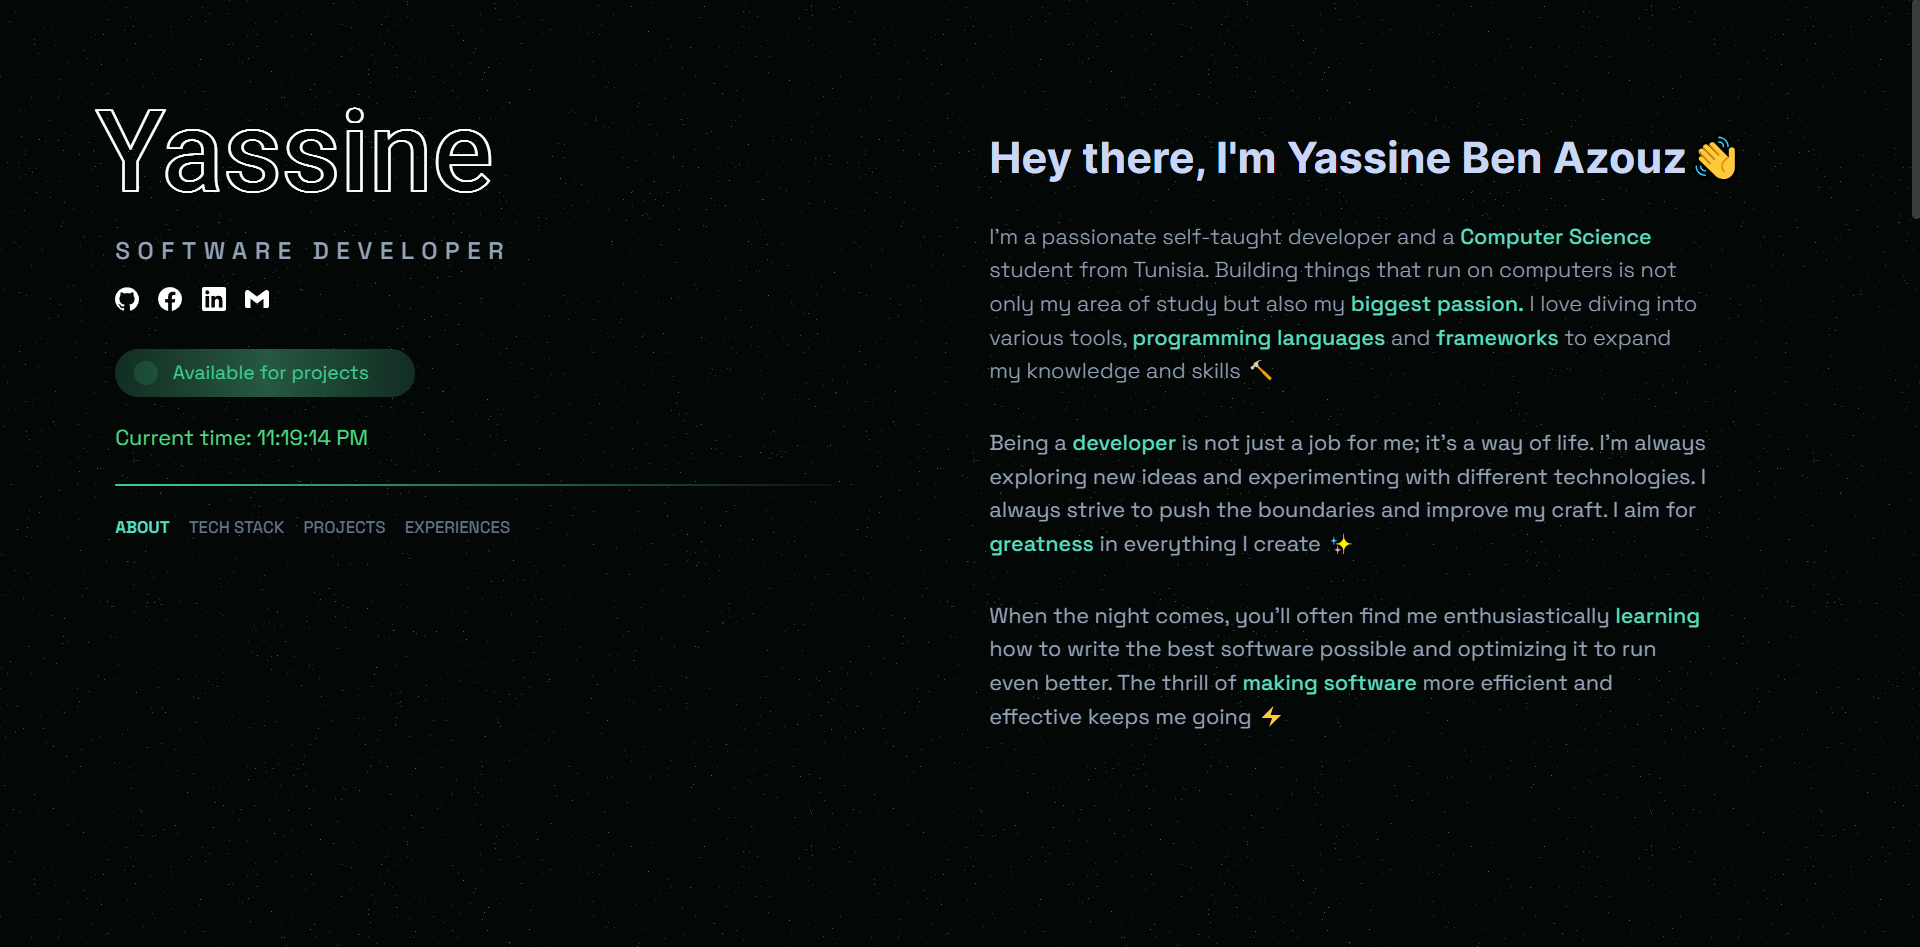 Yassine
SOFTWARE DEVELOPER
Available for projects
Current time: 11:19:14 PM
ABOUT TECH STACK PROJECTS EXPERIENCES
Hey there, I'm Yassine Ben Azouz 👋
I’m a passionate self-taught developer and a Computer Science
student from Tunisia. Building things that run on computers is not
only my area of study but also my biggest passion. I love diving into
various tools, programming languages and frameworks to expand
my knowledge and skills 🔨
Being a developer is not just a job for me; it’s a way of life. I’m always
exploring new ideas and experimenting with different technologies. I
always strive to push the boundaries and improve my craft. I aim for
greatness in everything I create ✨
When the night comes, you’ll often find me enthusiastically learning
how to write the best software possible and optimizing it to run
even better. The thrill of making software more efficient and
effective keeps me going ⚡